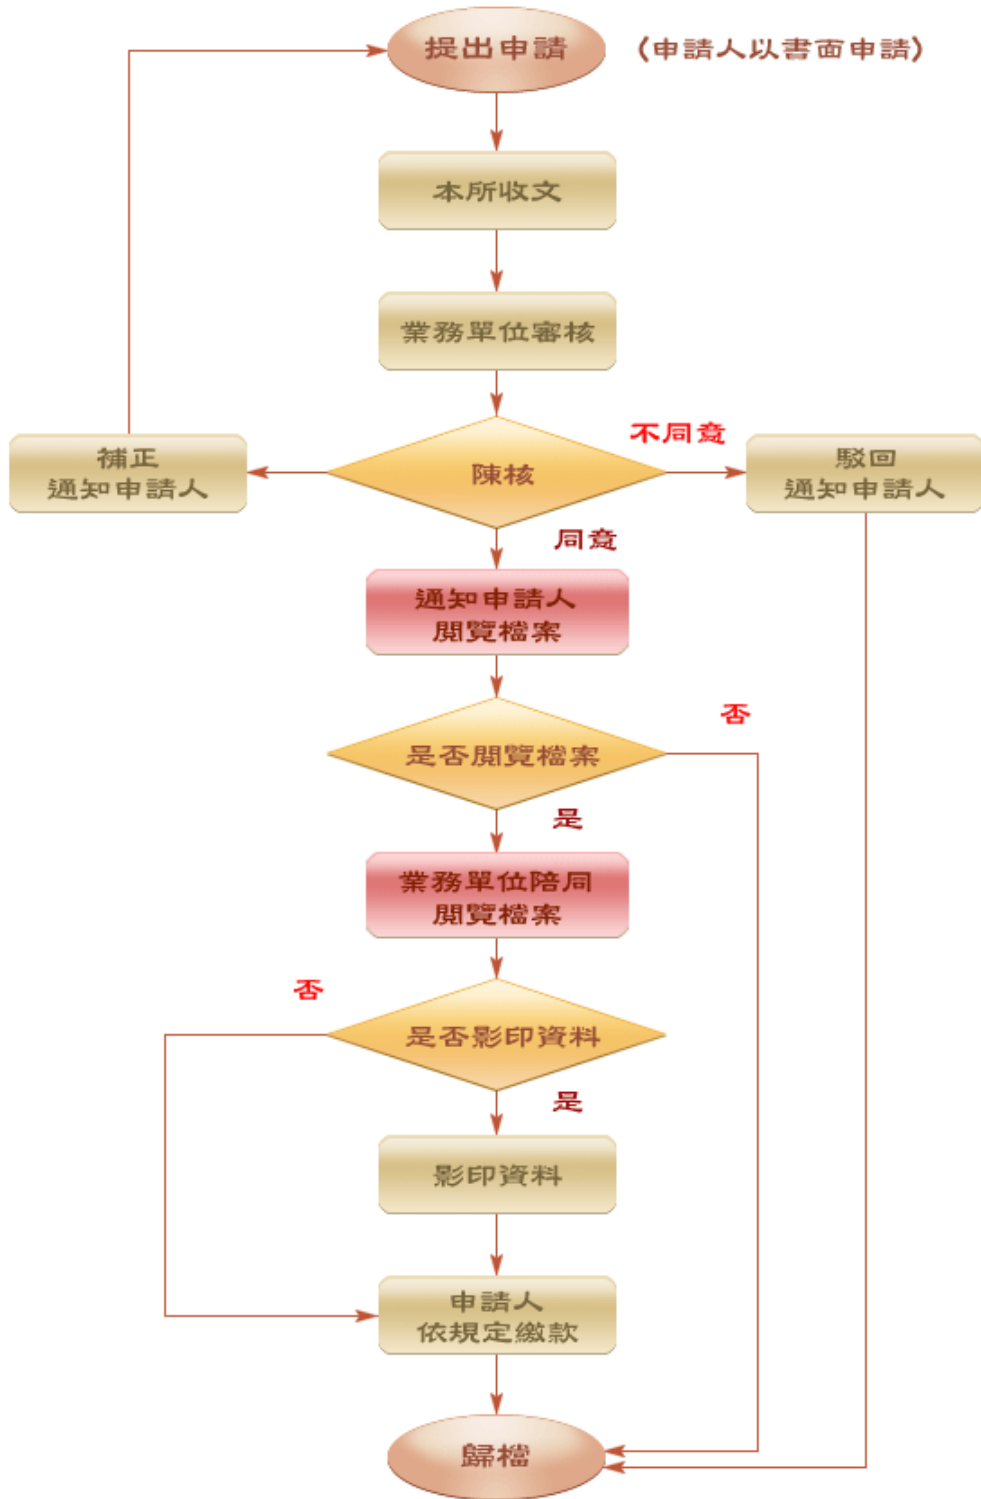 提出申請
(申請人以書面申請)
本所收文
業務單位審核
不同意
補正
通知申請人
陳核
駁回
通知申請人
同意
通知申請人
閱覽檔案
否
是否閱覽檔案
是
業務單位陪同
閱覽檔案
否
是否影印資料
是
影印資料
申請人
依規定繳款
歸檔